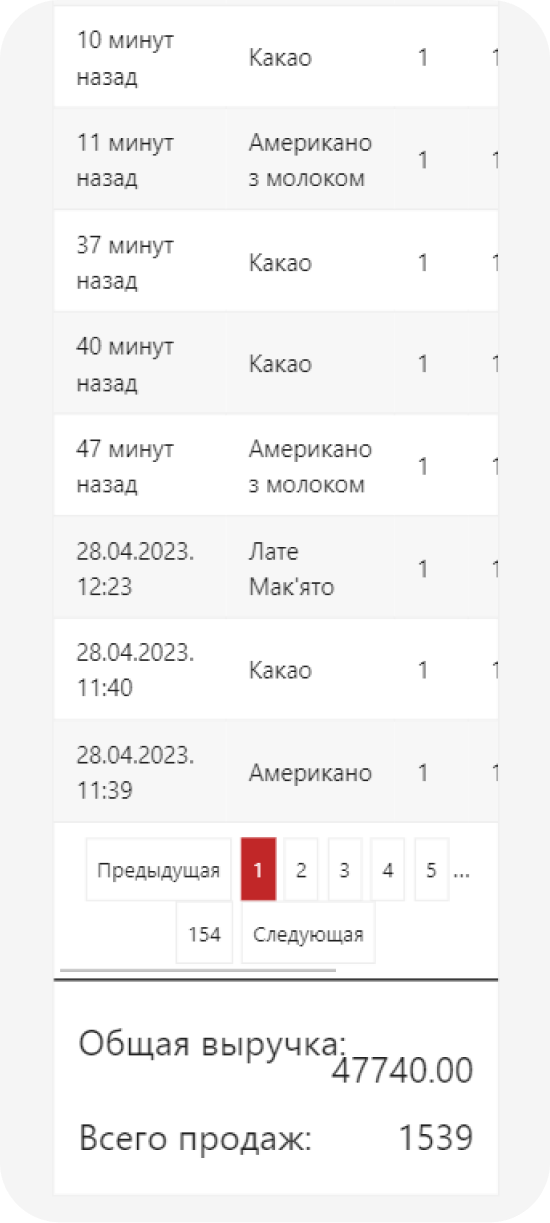 10 минут
назад
Какао
1
1
11 минут
назад
Американо
з молоком
1
1
37 минут
назад
Какао
1
1
40 минут
назад
Какао
1
1
47 минут
назад
Американо
з молоком
1
1
28.04.2023.
12:23
Лате
Мак'ято
1
1
28.04.2023.
11:40
Какао
1
1
28.04.2023.
11:39
Американо
1
1
Предыдущая 1 2 3 4 5 ...
154 Следующая
Общая выручка:
47740.00
Всего продаж: 1539